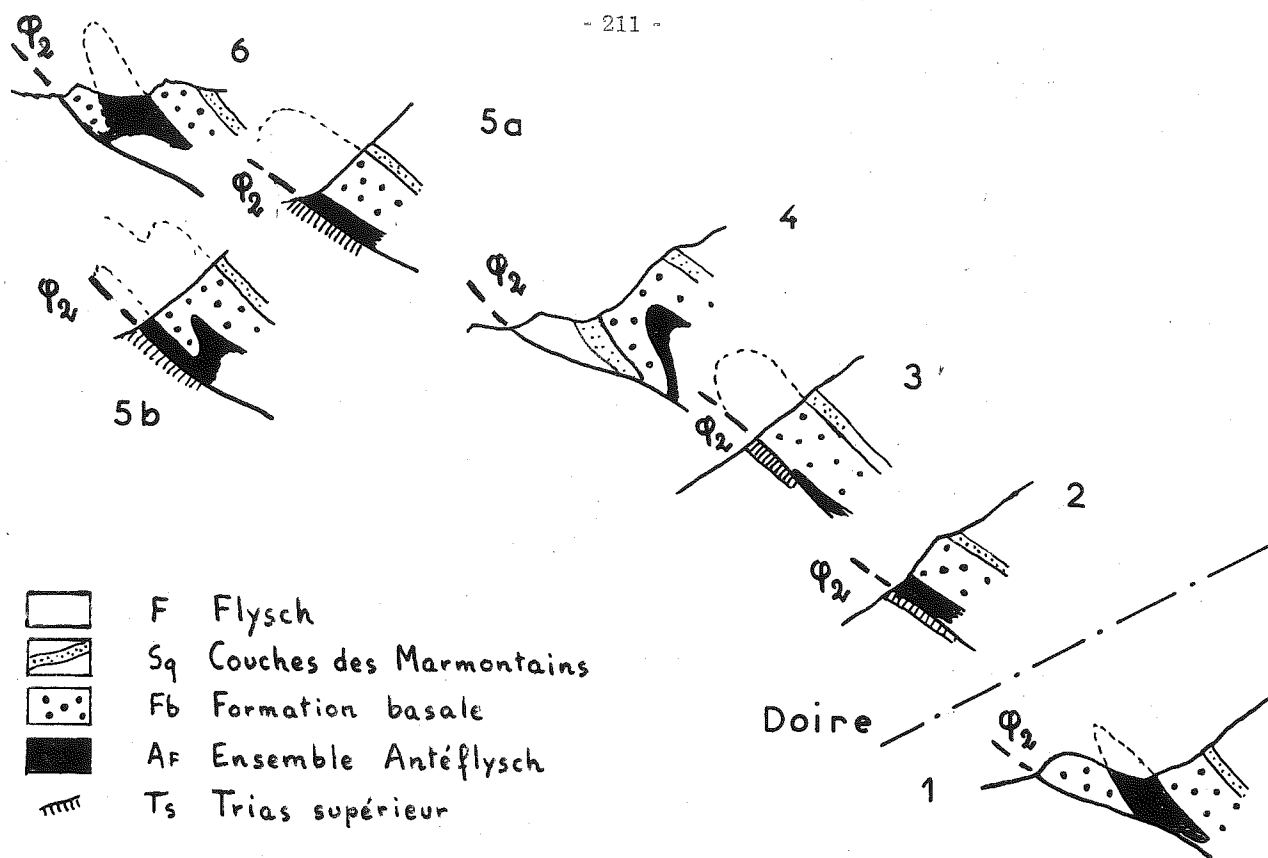 - 211 -
φ2
6
5a
φ2
4
φ2
φ2
5b
3
φ2
2
φ2
F Flysch
Sq Couches des Marmontains
Fb Formation basale
AF Ensemble Antéflysch
Ts Trias supérieur
Doire
φ2
1